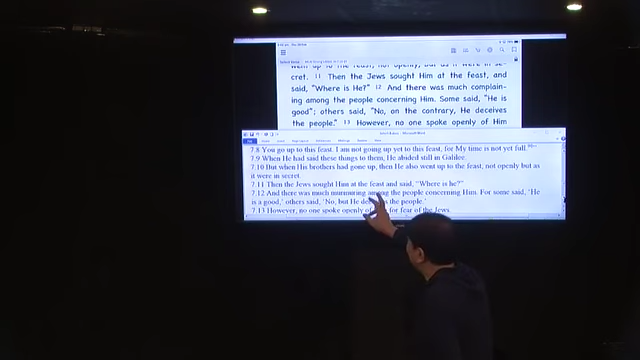 went up to the feast, not openly, but as it were in se-
cret. 11 Then the Jews sought Him at the feast, and
said, "Where is He?" 12 And there was much complain-
ing among the people concerning Him. Some said, "He is
good"; others said, "No, on the contrary, He deceives
the people." 13 However, no one spoke openly of Him
7.8 You go up to this feast. I am not going up yet to this feast, for My time is not yet full.
7.9 When He had said these things to them, He abided still in Galilee.
7.10 But when His brothers had gone up, then He also went up to the feast, not openly but as
it were in secret.
7.11 Then the Jews sought Him at the feast and said, "Where is he?"
7.12 And there was much murmuring among the people concerning Him. For some said, 'He
is a good,' others said, 'No, but He deceives the people.'
7.13 However, no one spoke openly of Him for fear of the Jews.